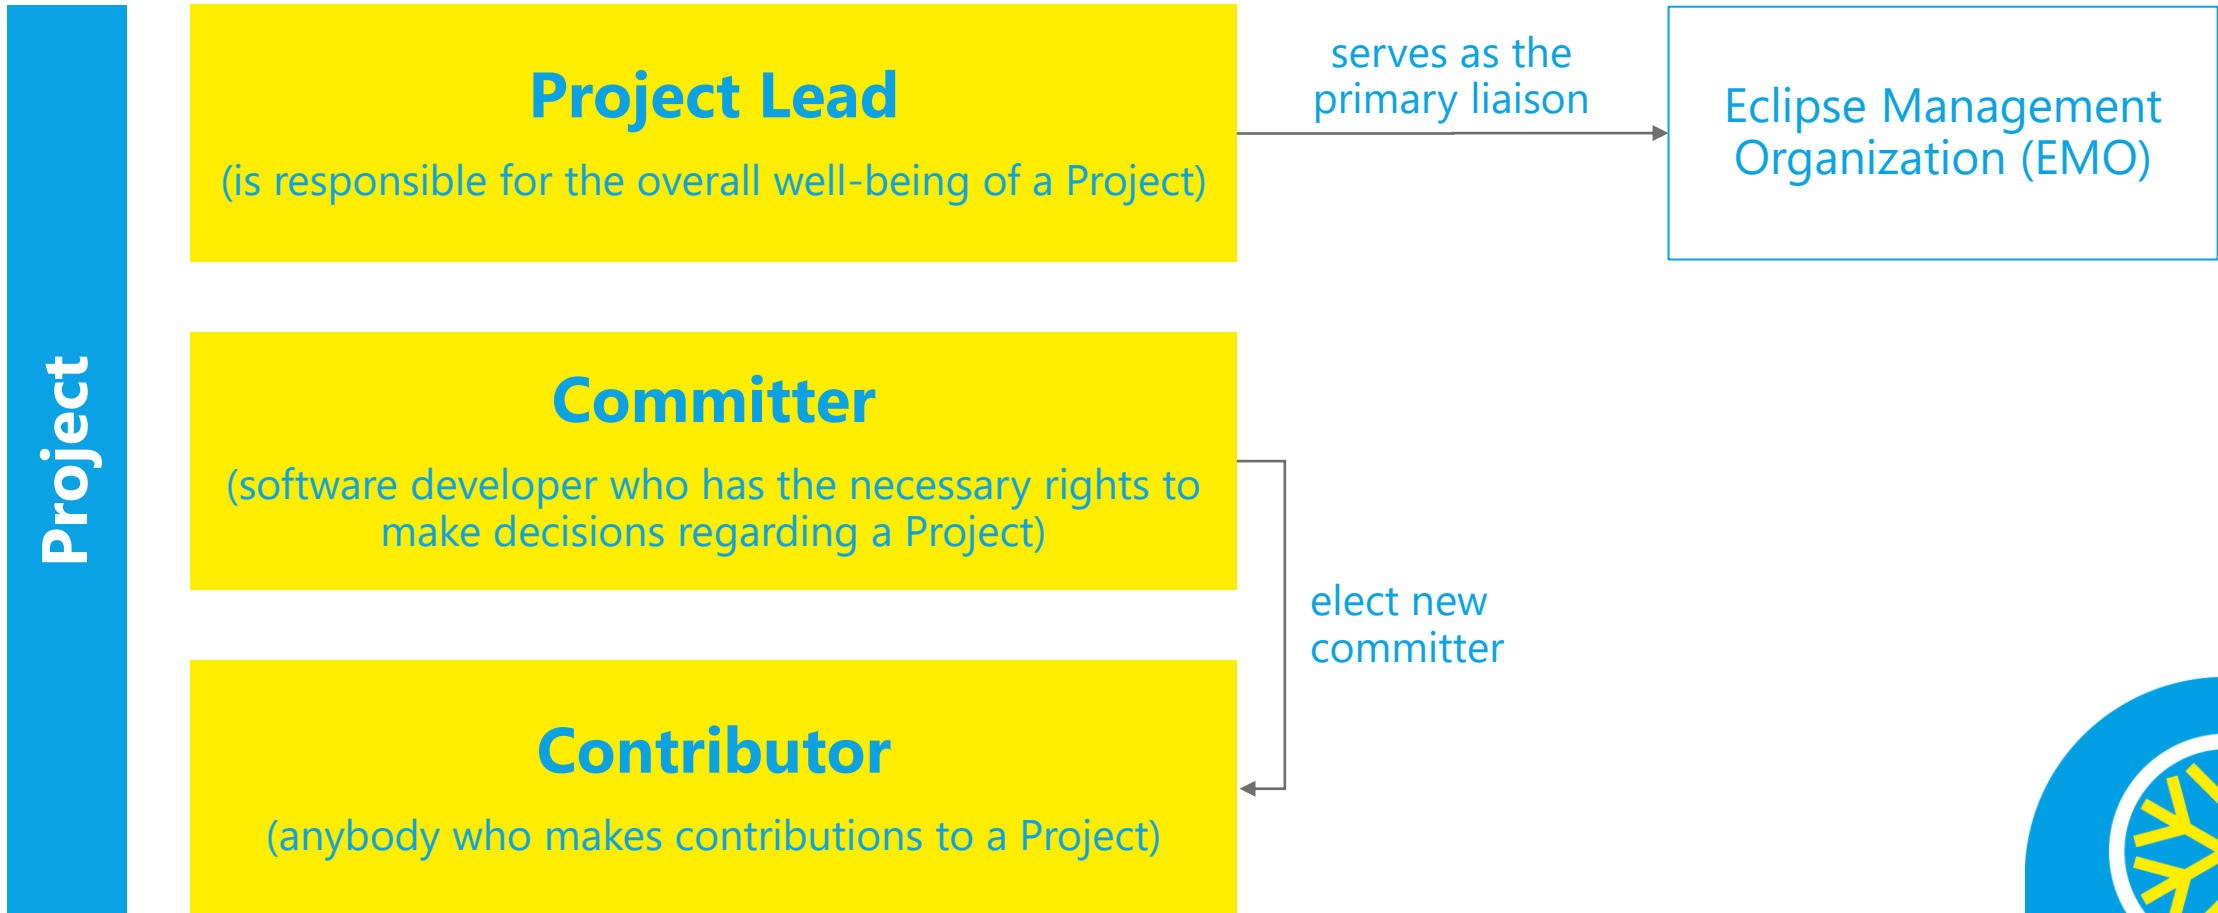 Project
Project Lead
(is responsible for the overall well-being of a Project)
serves as the
primary liaison
Eclipse Management
Organization (EMO)
Committer
(software developer who has the necessary rights to
make decisions regarding a Project)
elect new
committer
Contributor
(anybody who makes contributions to a Project)